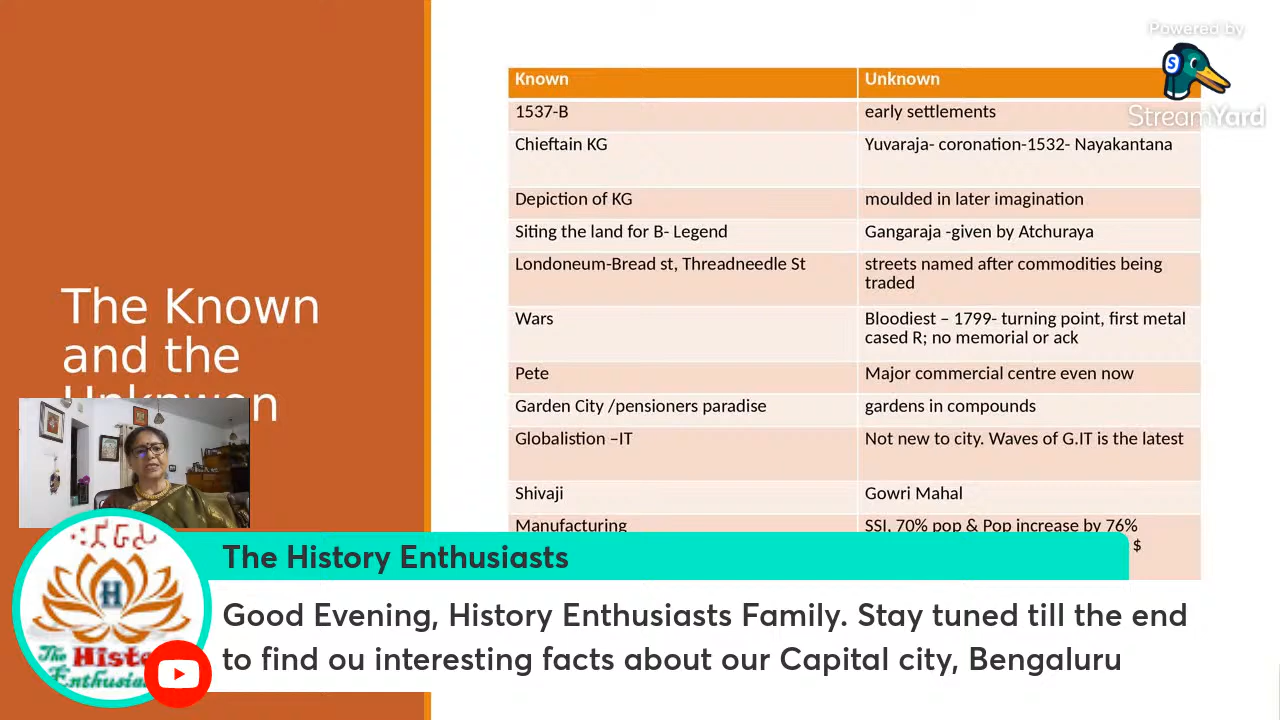 Powered by
StreamYard
The Known
and the
Unknown
Known Unknown
1537-B early settlements
Chieftain KG Yuvaraja- coronation-1532- Nayakantana
Depiction of KG moulded in later imagination
Siting the land for B- Legend Gangaraja -given by Atchuraya
Londoneum-Bread st, Threadneedle St streets named after commodities being
traded
Wars Bloodiest – 1799- turning point, first metal
cased R; no memorial or ack
Pete Major commercial centre even now
Garden City /pensioners paradise gardens in compounds
Globalistion –IT Not new to city. Waves of G.IT is the latest
Shivaji Gowri Mahal
Manufacturing SSI, 70% pop & Pop increase by 76%
$
H
The
The History Enthusiasts
Good Evening, History Enthusiasts Family. Stay tuned till the end
to find ou interesting facts about our Capital city, Bengaluru